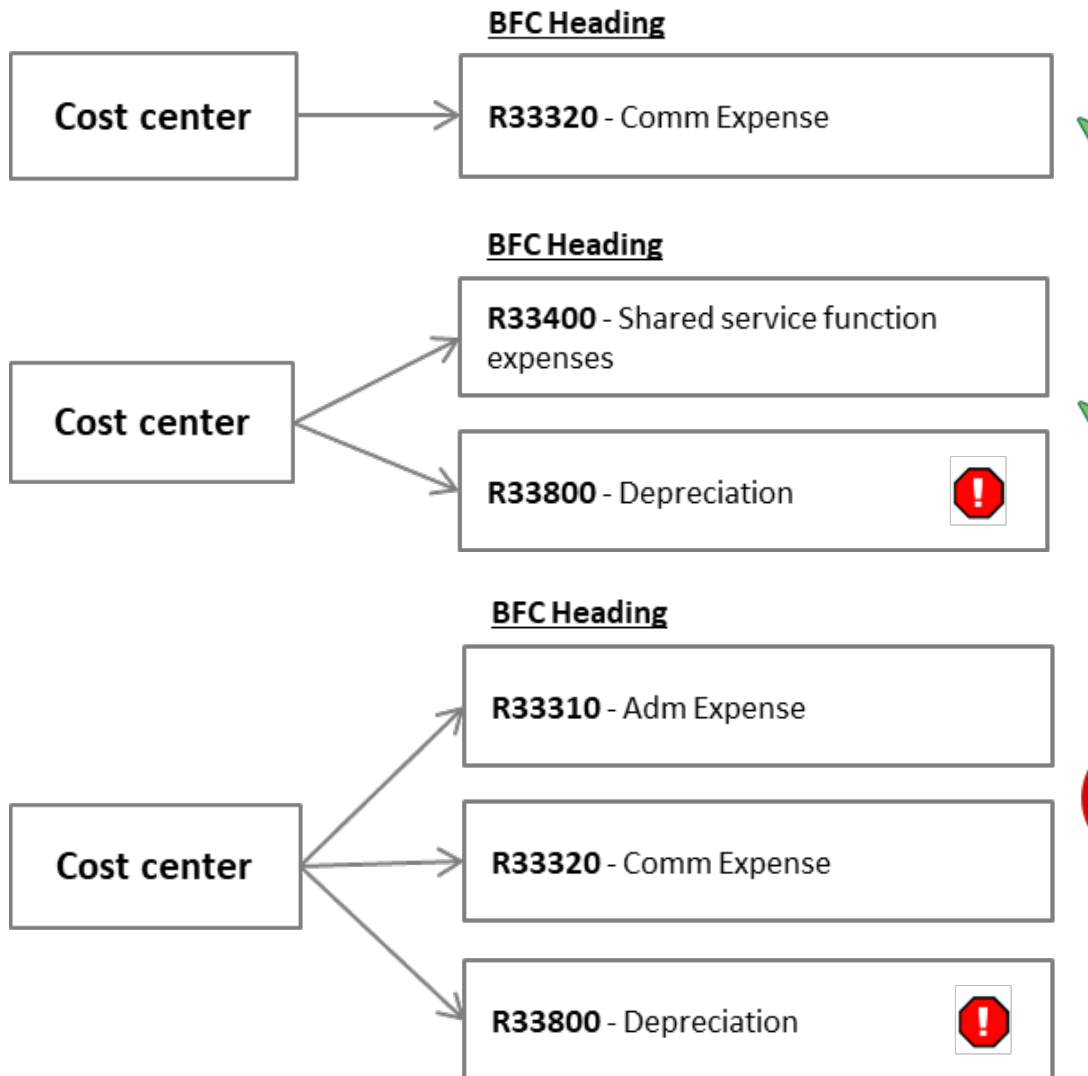 BFC Heading
Cost center
R33320 - Comm Expense
BFC Heading
R33400 - Shared service function
expenses
Cost center
R33800 - Depreciation
!
BFC Heading
R33310 - Adm Expense
Cost center
R33320 - Comm Expense
R33800 - Depreciation
!